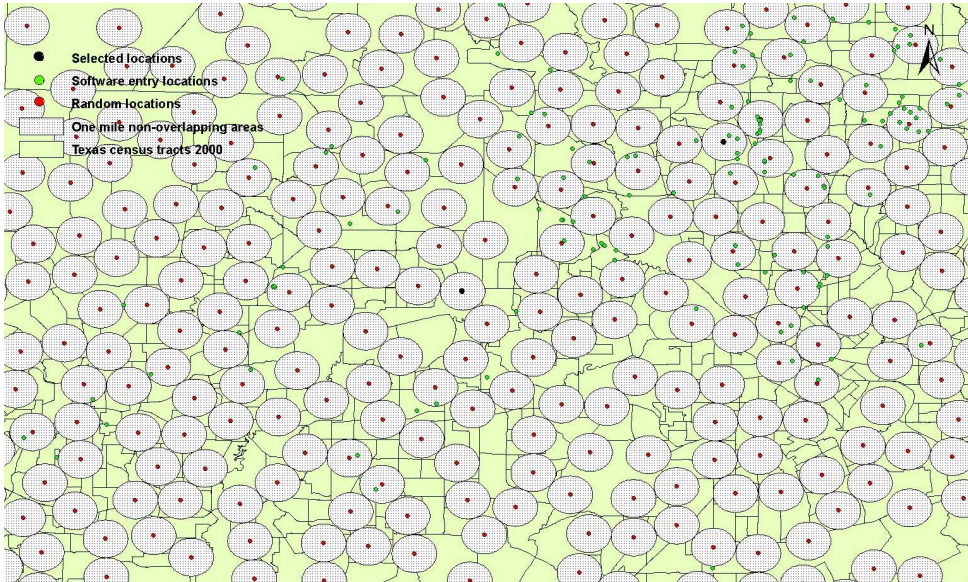 N
Selected locations
Software entry locations
Random locations
One mile non-overlapping areas
Texas census tracts 2000